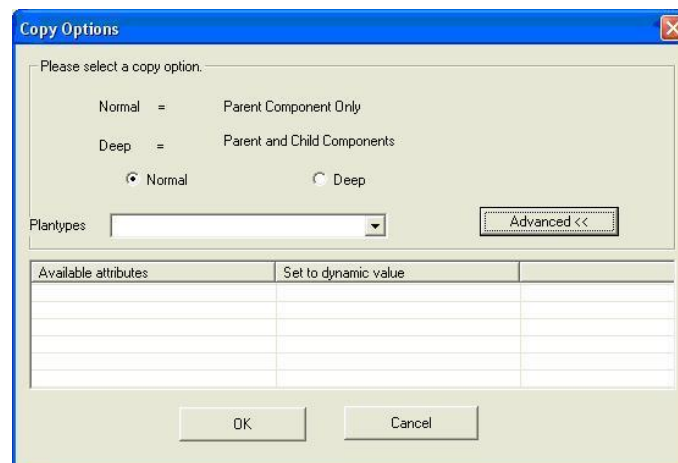 Copy Options
Please select a copy option.
Normal = Parent Component Only
Deep = Parent and Child Components
Normal Deep
Plantypes Advanced <<
Available attributes Set to dynamic value
OK Cancel